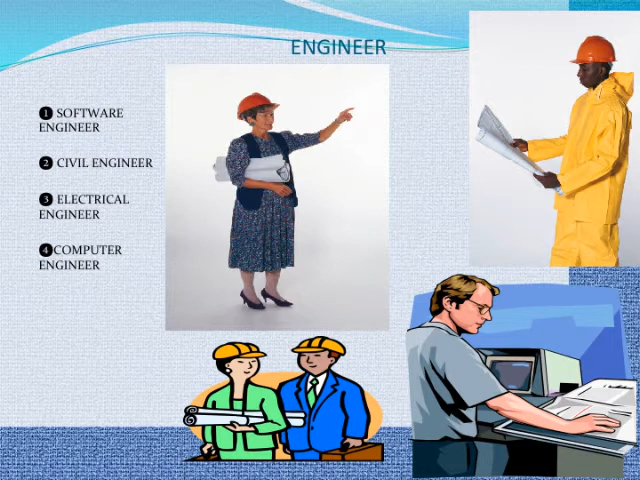 ENGINEER
❶ SOFTWARE
ENGINEER
❷ CIVIL ENGINEER
❸ ELECTRICAL
ENGINEER
❹COMPUTER
ENGINEER